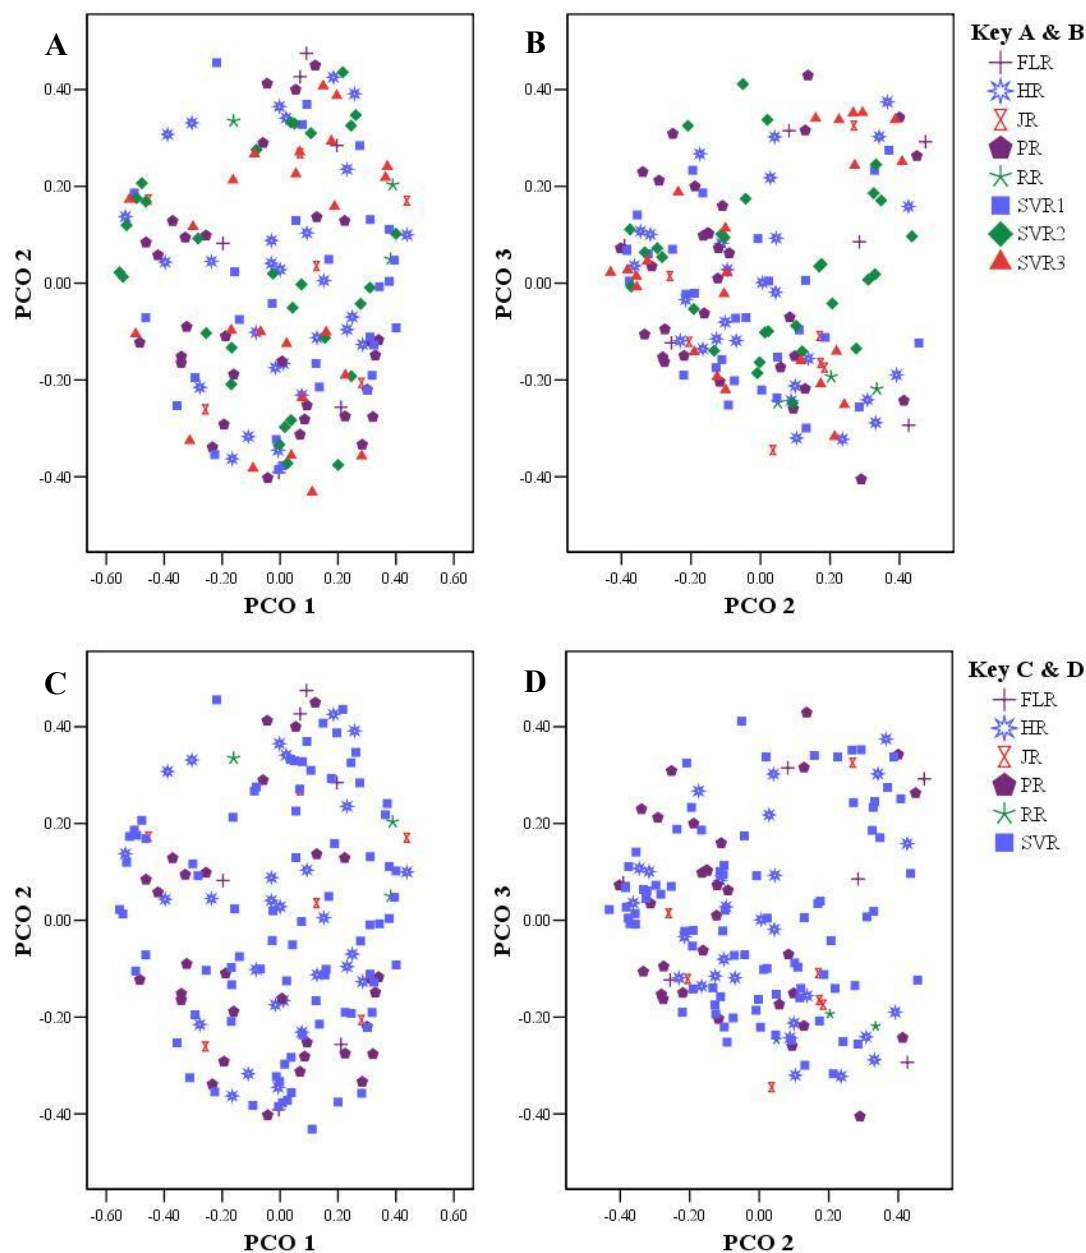 A
PCO 2
0.40
0.20
0.00
-0.20
-0.40
-0.60 -0.40 -0.20 0.00 0.20 0.40 0.60
PCO 1
B
PCO 3
0.40
0.20
0.00
-0.20
-0.40
-0.40 -0.20 0.00 0.20 0.40
PCO 2
Key A & B
FLR
HR
JR
PR
RR
SVR1
SVR2
SVR3
C
PCO 2
0.40
0.20
0.00
-0.20
-0.40
-0.60 -0.40 -0.20 0.00 0.20 0.40 0.60
PCO 1
D
PCO 3
0.40
0.20
0.00
-0.20
-0.40
-0.40 -0.20 0.00 0.20 0.40
PCO 2
Key C & D
FLR
HR
JR
PR
RR
SVR